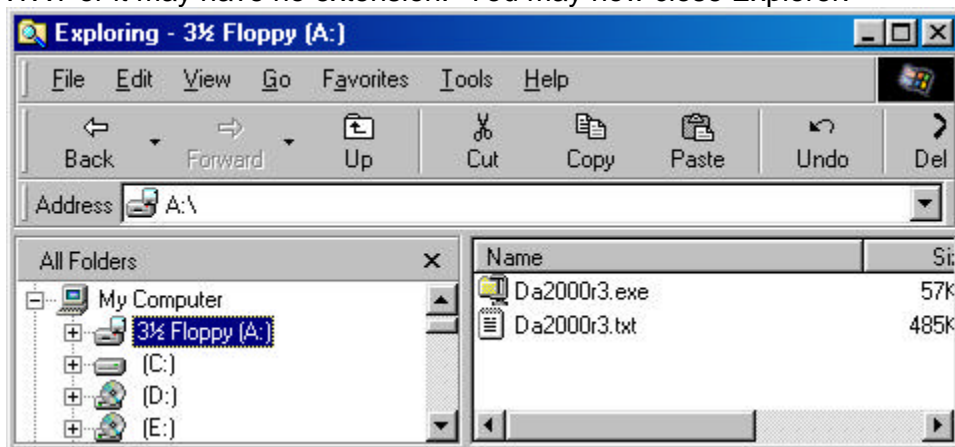 Exploring - 3½ Floppy (A:)
File Edit View Go Favorites Tools Help
Back Forward Up Cut Copy Paste Undo Del
Address A:\
All Folders × Name
My Computer
3½ Floppy (A:)
(C:)
(D:)
(E:)
Da2000r3.exe 57K
Da2000r3.txt 485K